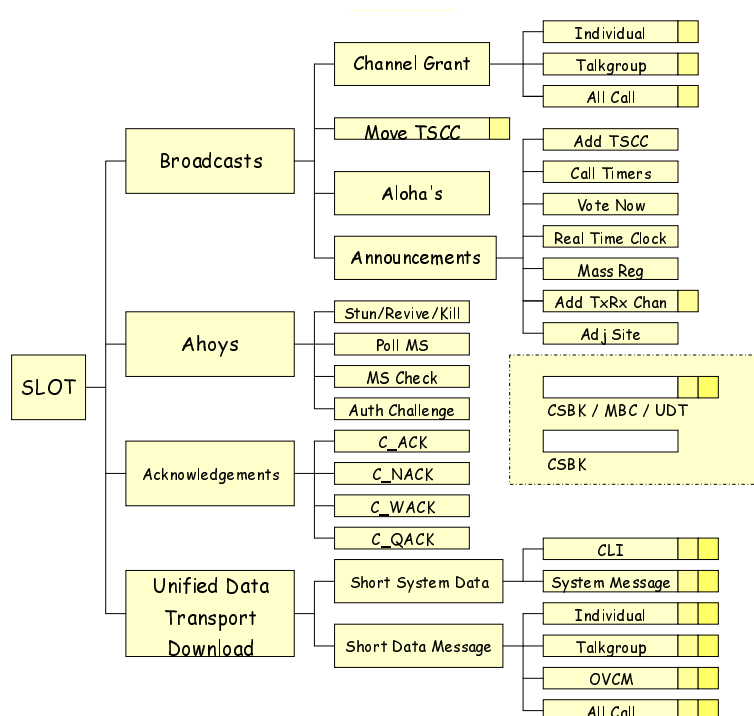 SLOT
Broadcasts
Channel Grant
Individual
Talkgroup
All Call
Move TSCC
Aloha's
Announcements
Add TSCC
Call Timers
Vote Now
Real Time Clock
Mass Reg
Add TxRx Chan
Adj Site
Ahoys
Stun/Revive/Kill
Poll MS
MS Check
Auth Challenge
Acknowledgements
C_ACK
C_NACK
C_WACK
C_QACK
Unified Data
Transport
Download
Short System Data
CLI
System Message
Short Data Message
Individual
Talkgroup
OVCM
All Call
CSBK / MBC / UDT
CSBK